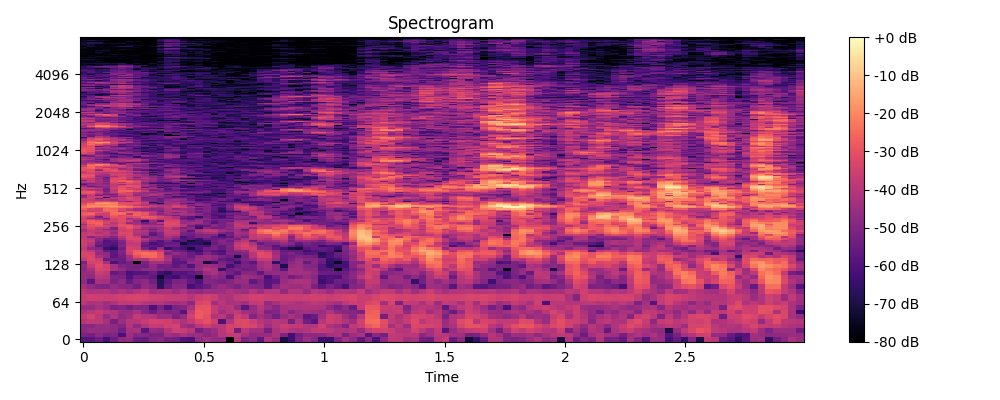 Spectrogram
Hz
4096
2048
1024
512
256
128
64
0
0 0.5 1 1.5 2 2.5
Time
+0 dB
-10 dB
-20 dB
-30 dB
-40 dB
-50 dB
-60 dB
-70 dB
-80 dB